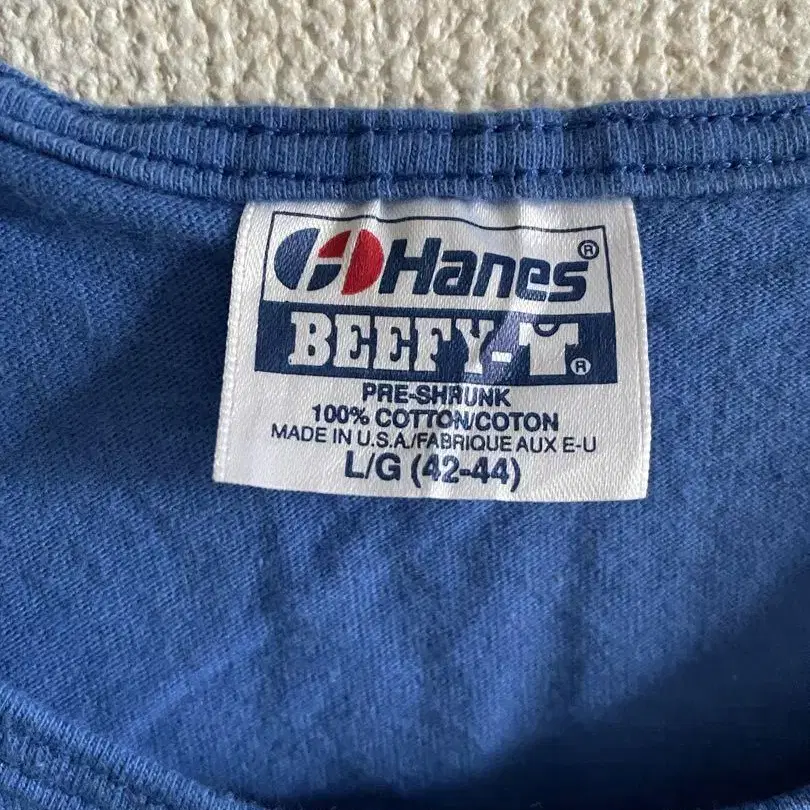 Hanes®
BEEFY-T®
PRE-SHRUNK
100% COTTON/COTON
MADE IN U.S.A./FABRIQUE AUX E-U
L/G (42-44)